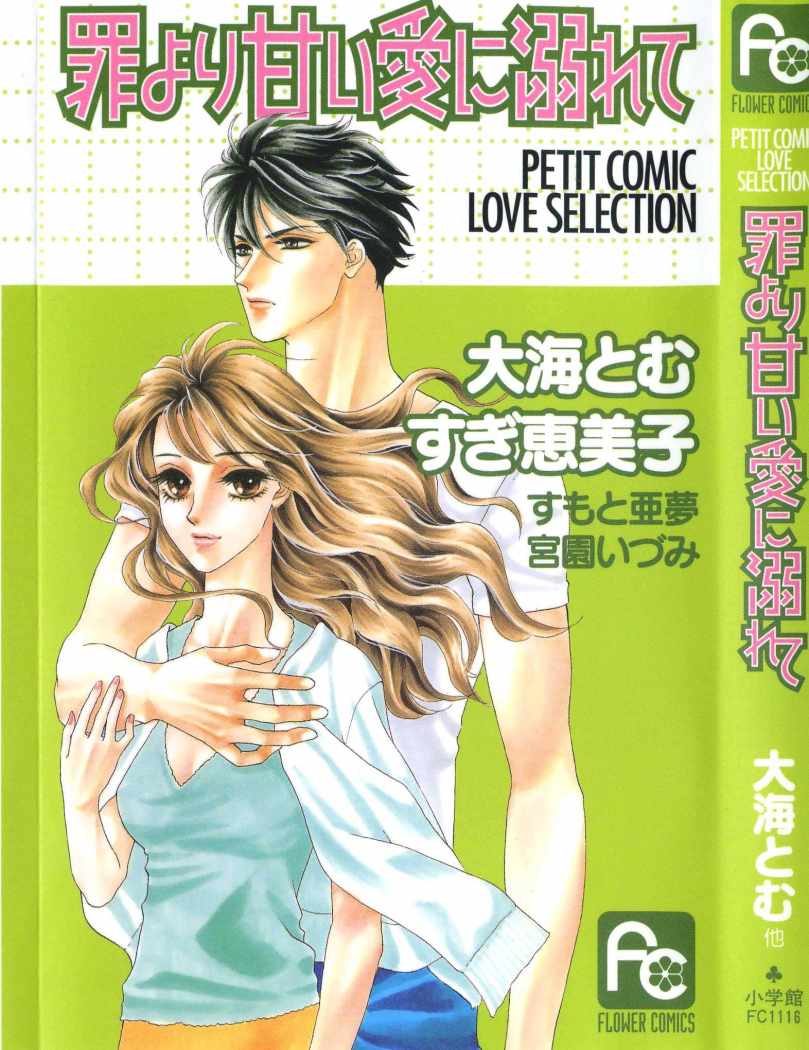 罪より甘い愛に溺れて
PETIT COMIC
LOVE SELECTION
大海とむ
すぎ恵美子
すもと亜夢
宮園いづみ
FC
FLOWER COMICS
FC
FLOWER COMIC
PETIT COMI
LOVE
SELECTION
罪より甘い愛に溺れて
大海とむ他
小学館
FC1116